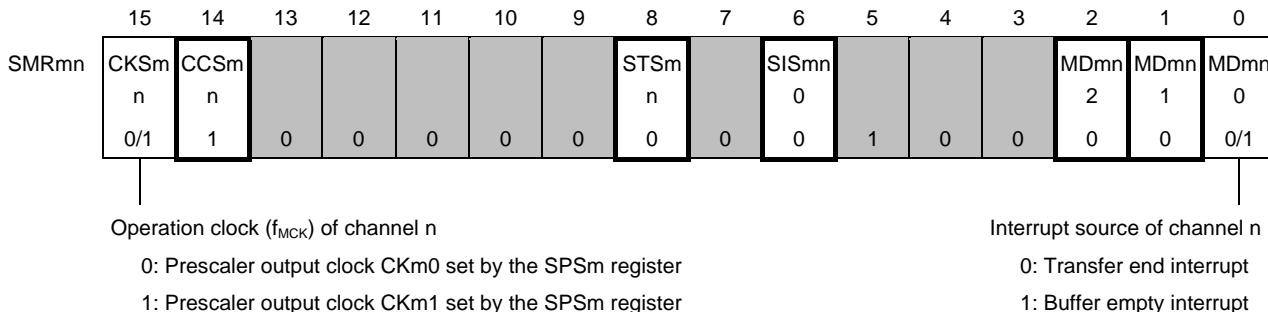 15 14 13 12 11 10 9 8 7 6 5 4 3 2 1 0
SMRmn CKSm CCSm STSm SISmn MDmn MDmn MDmn
n n n 0 2 1 0
0/1 1 0 0 0 0 0 0 0 0 1 0 0 0 0 0/1
Operation clock (fMCK) of channel n Interrupt source of channel n
0: Prescaler output clock CKm0 set by the SPSm register 0: Transfer end interrupt
1: Prescaler output clock CKm1 set by the SPSm register 1: Buffer empty interrupt